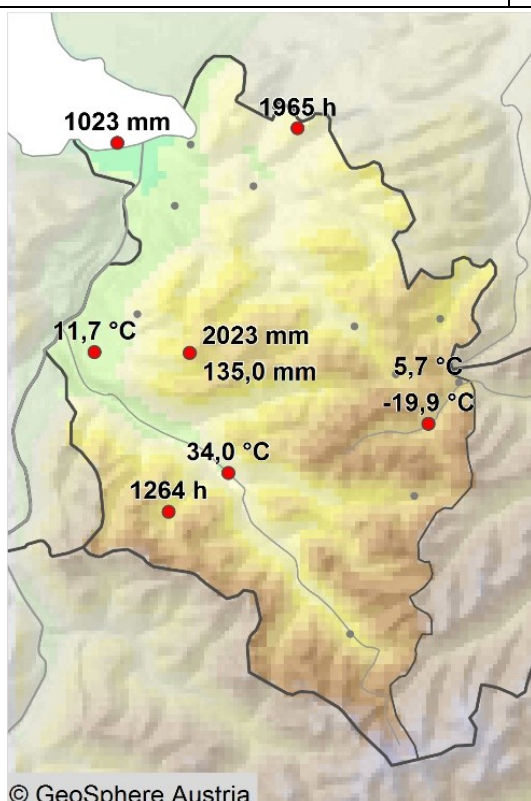 1965 h
1023 mm
11,7 °C
2023 mm
135,0 mm
5,7 °C
-19,9 °C
34,0 °C
1264 h
© GeoSphere Austria